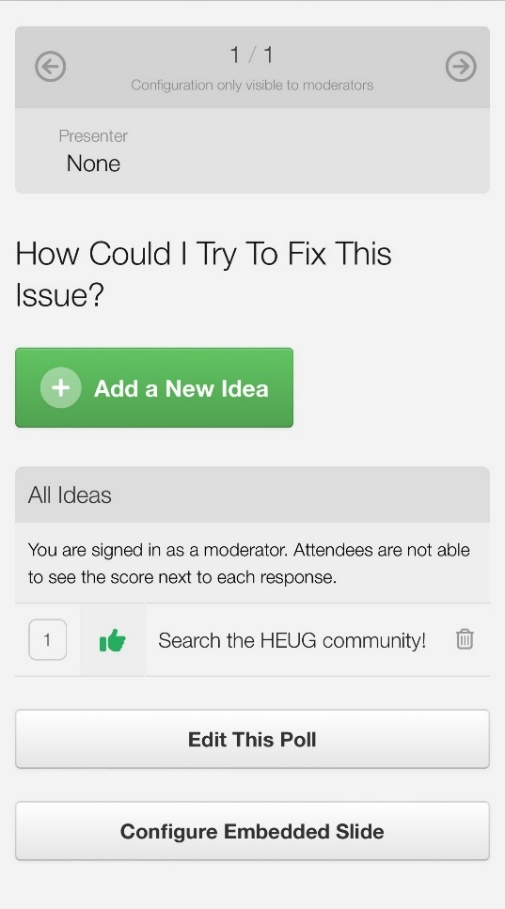 1 / 1
Configuration only visible to moderators
Presenter
None
How Could I Try To Fix This
Issue?
Add a New Idea
All Ideas
You are signed in as a moderator. Attendees are not able
to see the score next to each response.
1 Search the HEUG community!
Edit This Poll
Configure Embedded Slide